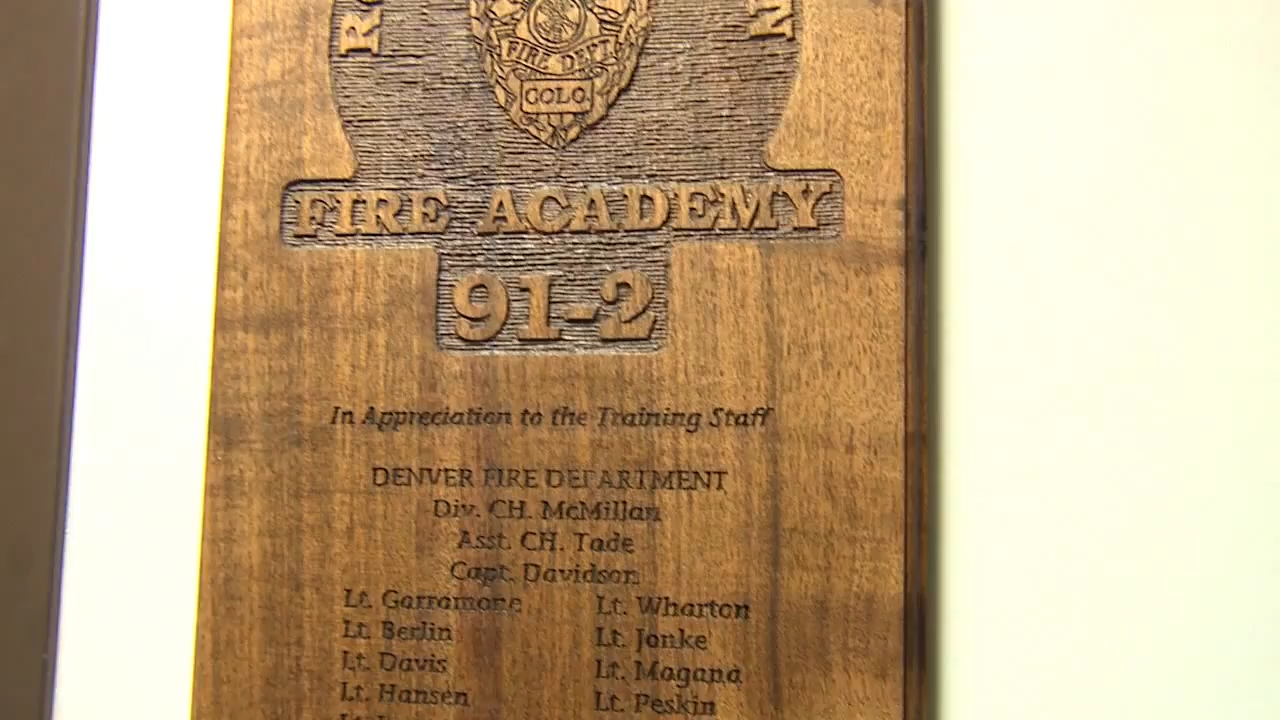 FIRE DEPT.
COLO.
FIRE ACADEMY
91-2
In Appreciation to the Training Staff
DENVER FIRE DEPARTMENT
Div. CH. McMillan
Asst. CH. Tade
Capt. Davidson
Lt. Garramone Lt. Wharton
Lt. Berlin Lt. Jonke
Lt. Davis Lt. Magana
Lt. Hansen Lt. Peskin